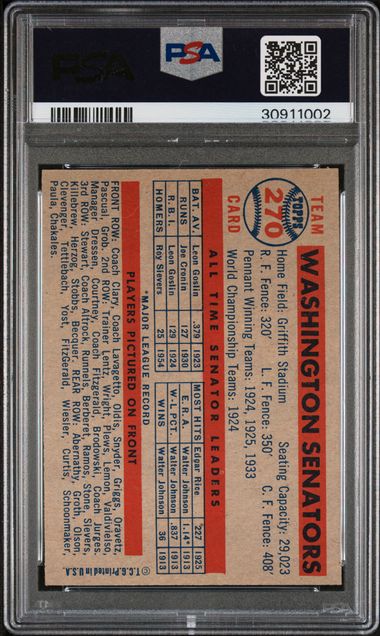 PSA
PSA
30911002
TEAM
TOPPS
270
CARD
WASHINGTON SENATORS
Home Field: Griffith Stadium Seating Capacity: 29,023
R. F. Fence: 320' L. F. Fence: 350' C. F. Fence: 408'
Pennant Winning Teams: 1924, 1925, 1933
World Championship Teams: 1924
ALL TIME SENATOR LEADERS
BAT. AV. Leon Goslin .379 1923 MOST HITS Edgar Rice 227 1925
RUNS Joe Cronin 127 1930 E.R.A. Walter Johnson 1.14* 1913
R.B.I. Leon Goslin 129 1924 W.L. PCT. Walter Johnson .837 1913
HOMERS Roy Sievers 25 1954 WINS Walter Johnson 36 1913
*MAJOR LEAGUE RECORD
PLAYERS PICTURED ON FRONT
FRONT ROW: Coach Clary, Lavagetto, Oldis, Snyder, Griggs, Oravetz,
Pascual, Grob. 2nd ROW: Trainer Lentz, Wright, Plews, Lemon, Valdivielso,
Manager Dressen, Courtney, Coach Fitzgerald, Brodowski, Coach Jorges.
3rd ROW: Stewart, Coach Altrock, Runnels, Berberet, Ramos, Stone, Sievers,
Killebrew, Herzog, Stobbs, Becquer. REAR ROW: Abernathy, Groth, Olson,
Clevenger, Tettlebach, Yost, FitzGerald, Wiesler, Curtis, Schoonmaker,
Paula, Chakales.
© T.C.G. Printed in U.S.A.